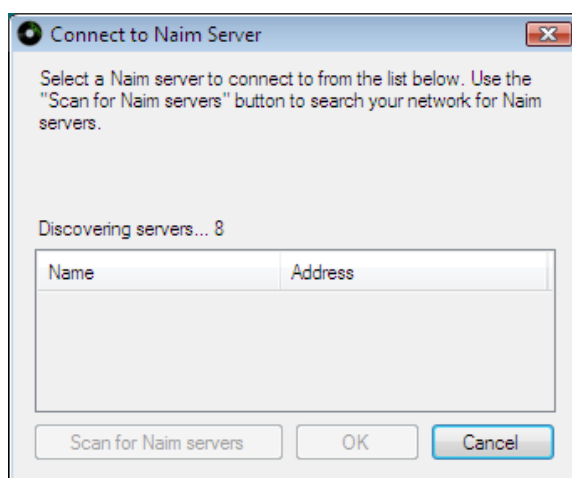 Connect to Naim Server
Select a Naim server to connect to from the list below. Use the
"Scan for Naim servers" button to search your network for Naim
servers.
Discovering servers... 8
Name Address
Scan for Naim servers OK Cancel